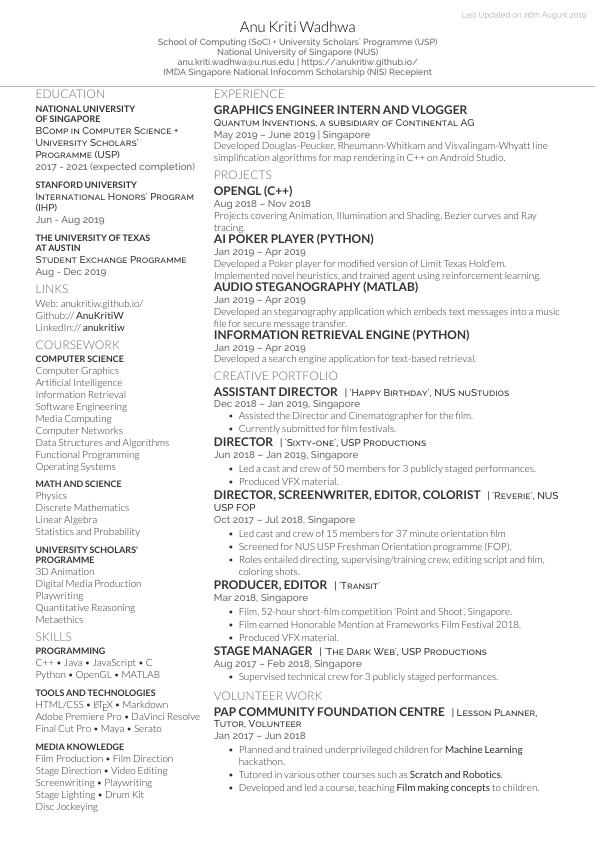 Last Updated on 26th August 2019
Anu Kriti Wadhwa
School of Computing (SoC) + University Scholars' Programme (USP)
National University of Singapore (NUS)
anu.kriti.wadhwa@u.nus.edu | https://anukritiw.github.io/
IMDA Singapore National Infocomm Scholarship (NIS) Recepient
EDUCATION
NATIONAL UNIVERSITY
OF SINGAPORE
BComp in Computer Science +
University Scholars'
Programme (USP)
2017 - 2021 (expected completion)
STANFORD UNIVERSITY
International Honors' Program
(IHP)
Jun - Aug 2019
THE UNIVERSITY OF TEXAS
AT AUSTIN
Student Exchange Programme
Aug - Dec 2019
LINKS
Web: anukritiw.github.io/
Github:// AnuKritiW
LinkedIn:// anukritiw
COURSEWORK
COMPUTER SCIENCE
Computer Graphics
Artificial Intelligence
Information Retrieval
Software Engineering
Media Computing
Computer Networks
Data Structures and Algorithms
Functional Programming
Operating Systems
MATH AND SCIENCE
Physics
Discrete Mathematics
Linear Algebra
Statistics and Probability
UNIVERSITY SCHOLARS'
PROGRAMME
3D Animation
Digital Media Production
Playwriting
Quantitative Reasoning
Metaethics
SKILLS
PROGRAMMING
C++ • Java • JavaScript • C
Python • OpenGL • MATLAB
TOOLS AND TECHNOLOGIES
HTML/CSS • LaTeX • Markdown
Adobe Premiere Pro • DaVinci Resolve
Final Cut Pro • Maya • Serato
MEDIA KNOWLEDGE
Film Production • Film Direction
Stage Direction • Video Editing
Screenwriting • Playwriting
Stage Lighting • Drum Kit
Disc Jockeying
EXPERIENCE
GRAPHICS ENGINEER INTERN AND VLOGGER
Quantum Inventions, a subsidiary of Continental AG
May 2019 – June 2019 | Singapore
Developed Douglas-Peucker, Rheumann-Whitkam and Visvalingam-Whyatt line
simplification algorithms for map rendering in C++ on Android Studio.
PROJECTS
OPENGL (C++)
Aug 2018 – Nov 2018
Projects covering Animation, Illumination and Shading, Bezier curves and Ray
tracing.
AI POKER PLAYER (PYTHON)
Jan 2019 – Apr 2019
Developed a Poker player for modified version of Limit Texas Hold'em.
Implemented novel heuristics, and trained agent using reinforcement learning.
AUDIO STEGANOGRAPHY (MATLAB)
Jan 2019 – Apr 2019
Developed an steganography application which embeds text messages into a music
file for secure message transfer.
INFORMATION RETRIEVAL ENGINE (PYTHON)
Jan 2019 – Apr 2019
Developed a search engine application for text-based retrieval.
CREATIVE PORTFOLIO
ASSISTANT DIRECTOR | 'Happy Birthday', NUS nuStudios
Dec 2018 – Jan 2019, Singapore
• Assisted the Director and Cinematographer for the film.
• Currently submitted for film festivals.
DIRECTOR | 'Sixty-one', USP Productions
Jun 2018 – Jan 2019, Singapore
• Led a cast and crew of 50 members for 3 publicly staged performances.
• Produced VFX material.
DIRECTOR, SCREENWRITER, EDITOR, COLORIST | 'Reverie', NUS
USP FOP
Oct 2017 – Jul 2018, Singapore
• Led cast and crew of 15 members for 37 minute orientation film
• Screened for NUS USP Freshman Orientation programme (FOP).
• Roles entailed directing, supervising/training crew, editing script and film,
coloring shots.
PRODUCER, EDITOR | 'Transit'
Mar 2018, Singapore
• Film, 52-hour short-film competition 'Point and Shoot', Singapore.
• Film earned Honorable Mention at Frameworks Film Festival 2018.
• Produced VFX material.
STAGE MANAGER | 'The Dark Web', USP Productions
Aug 2017 – Feb 2018, Singapore
• Supervised technical crew for 3 publicly staged performances.
VOLUNTEER WORK
PAP COMMUNITY FOUNDATION CENTRE | Lesson Planner,
Tutor, Volunteer
Jan 2017 – Jun 2018
• Planned and trained underprivileged children for Machine Learning
hackathon.
• Tutored in various other courses such as Scratch and Robotics.
• Developed and led a course, teaching Film making concepts to children.